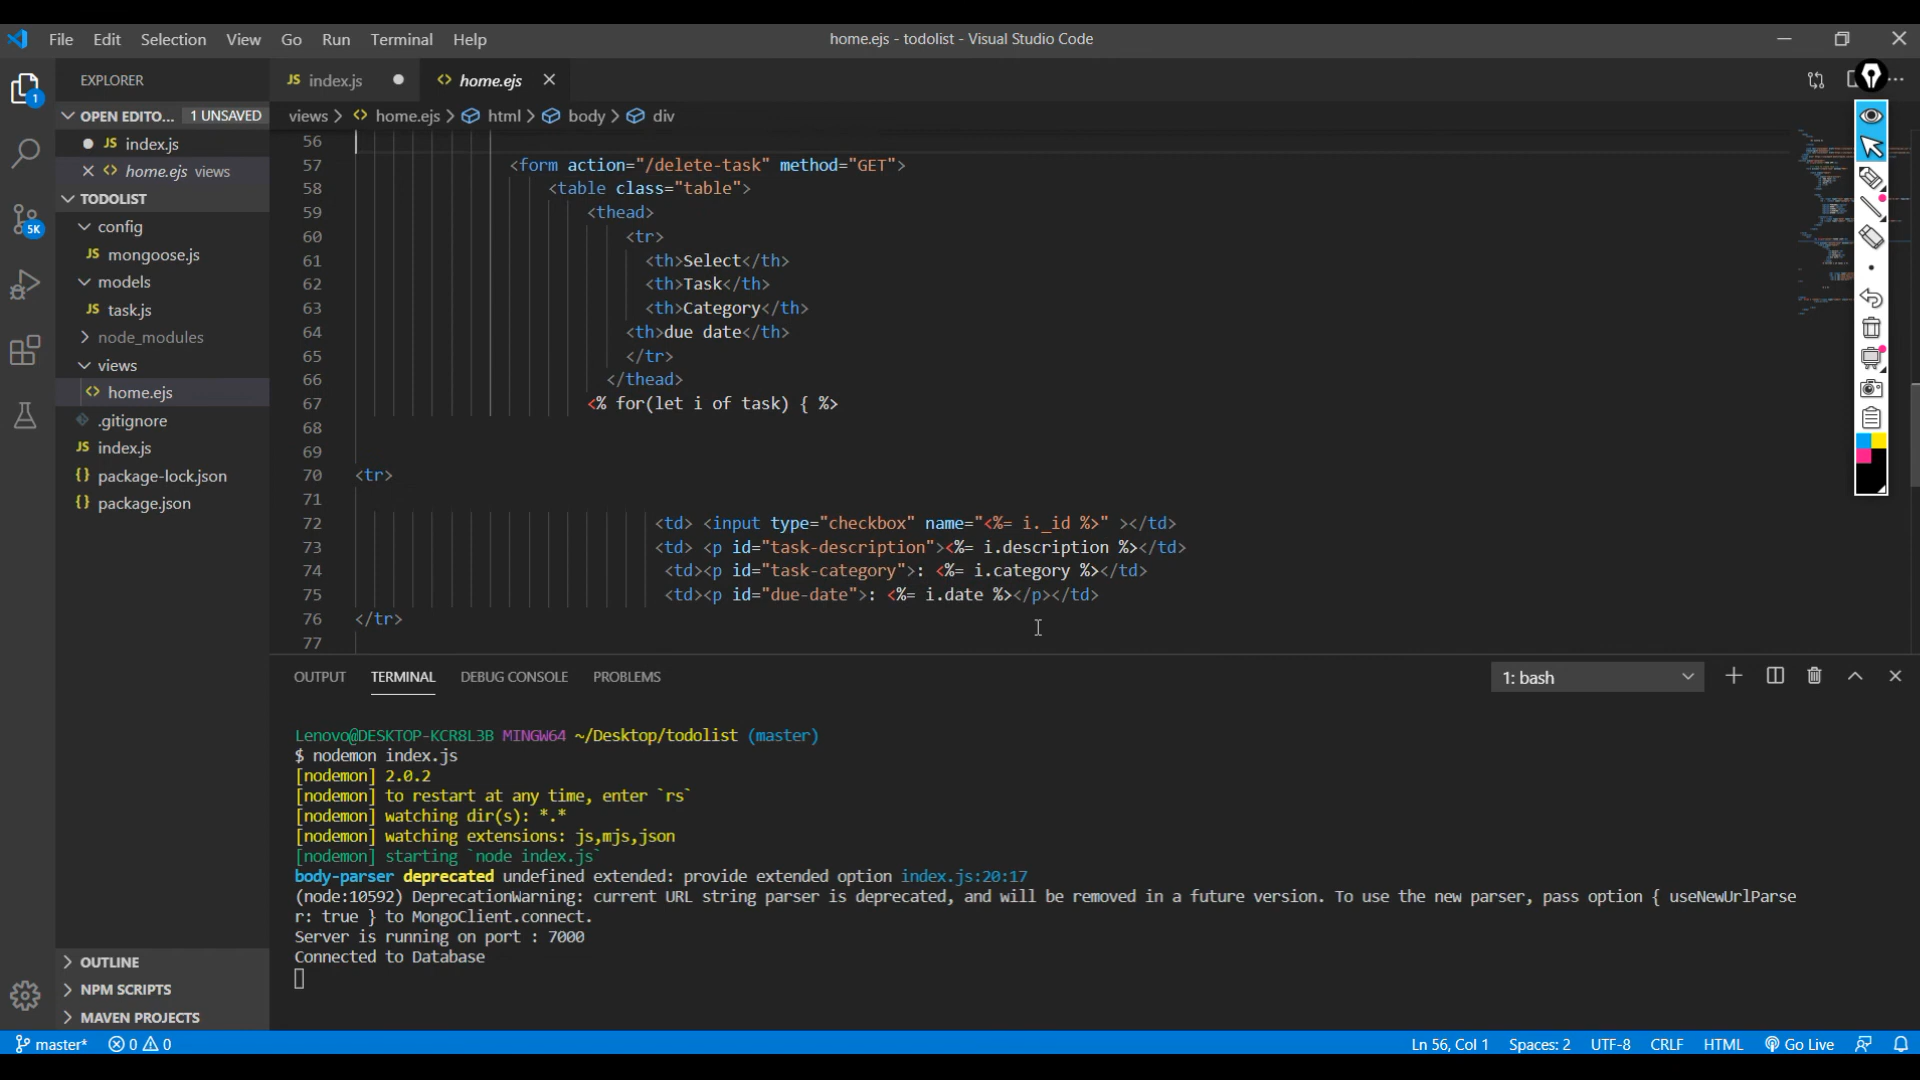 File Edit Selection View Go Run Terminal Help
home.ejs - todolist - Visual Studio Code
EXPLORER
JS index.js
<> home.ejs
OPEN EDITO... 1 UNSAVED
views > <> home.ejs > html > body > div
JS index.js
<> home.ejs views
TODOLIST
config
JS mongoose.js
models
JS task.js
node_modules
views
<> home.ejs
.gitignore
JS index.js
{} package-lock.json
{} package.json
OUTLINE
NPM SCRIPTS
MAVEN PROJECTS
1
5K
56
57 <form action="/delete-task" method="GET">
58 <table class="table">
59 <thead>
60 <tr>
61 <th>Select</th>
62 <th>Task</th>
63 <th>Category</th>
64 <th>due date</th>
65 </tr>
66 </thead>
67 <% for(let i of task) { %>
68
69
70 <tr>
71
72 <td> <input type="checkbox" name="<%= i._id %>" ></td>
73 <td> <p id="task-description"><%= i.description %></td>
74 <td><p id="task-category">: <%= i.category %></td>
75 <td><p id="due-date">: <%= i.date %></p></td>
76 </tr>
77
OUTPUT TERMINAL DEBUG CONSOLE PROBLEMS
1: bash
Lenovo@DESKTOP-KCR8L3B MINGW64 ~/Desktop/todolist (master)
$ nodemon index.js
[nodemon] 2.0.2
[nodemon] to restart at any time, enter `rs`
[nodemon] watching dir(s): *.*
[nodemon] watching extensions: js,mjs,json
[nodemon] starting `node index.js`
body-parser deprecated undefined extended: provide extended option index.js:20:17
(node:10592) DeprecationWarning: current URL string parser is deprecated, and will be removed in a future version. To use the new parser, pass option { useNewUrlParse
r: true } to MongoClient.connect.
Server is running on port : 7000
Connected to Database
master* 0 0
Ln 56, Col 1 Spaces: 2 UTF-8 CRLF HTML Go Live